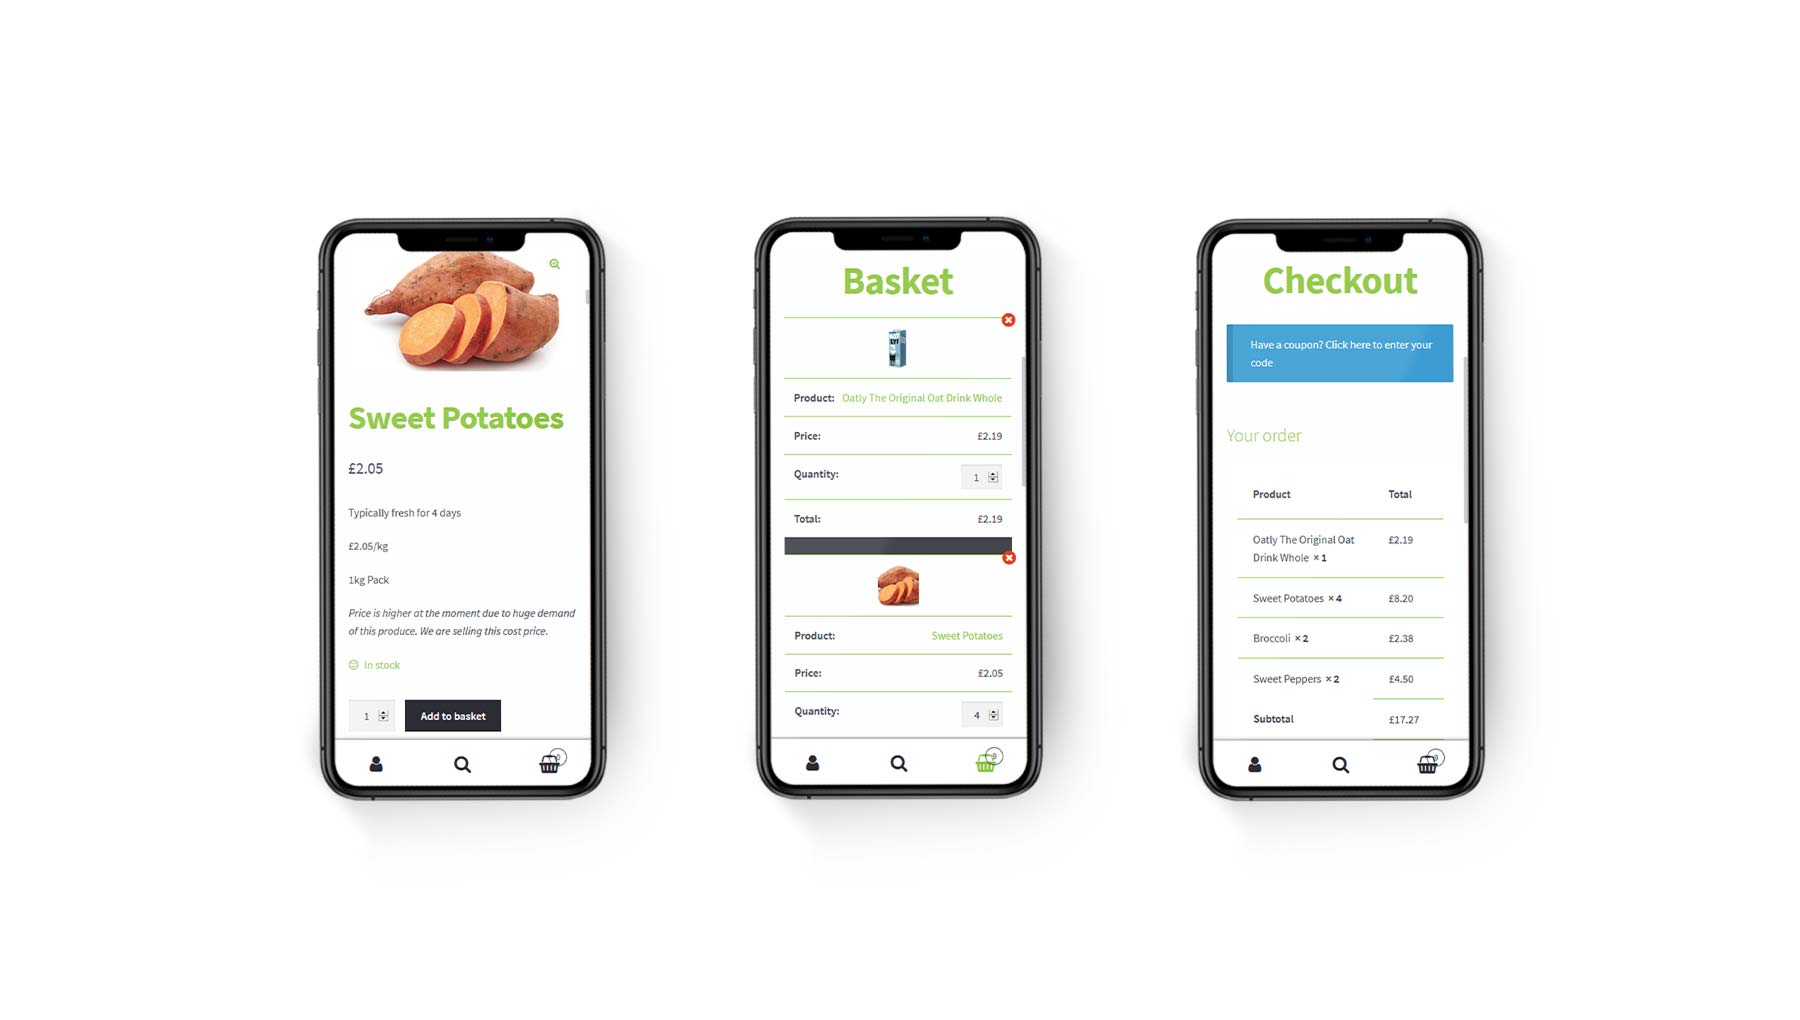 Sweet Potatoes
£2.05
Typically fresh for 4 days
£2.05/kg
1kg Pack
Price is higher at the moment due to huge demand
of this produce. We are selling this cost price.
In stock
1
Add to basket
Basket
LY!
Product: Oatly The Original Oat Drink Whole
Price: £2.19
Quantity: 1
Total: £2.19
Product: Sweet Potatoes
Price: £2.05
Quantity: 4
9
Checkout
Have a coupon? Click here to enter your
code
Your order
Product Total
Oatly The Original Oat £2.19
Drink Whole × 1
Sweet Potatoes × 4 £8.20
Broccoli × 2 £2.38
Sweet Peppers × 2 £4.50
Subtotal £17.27
9